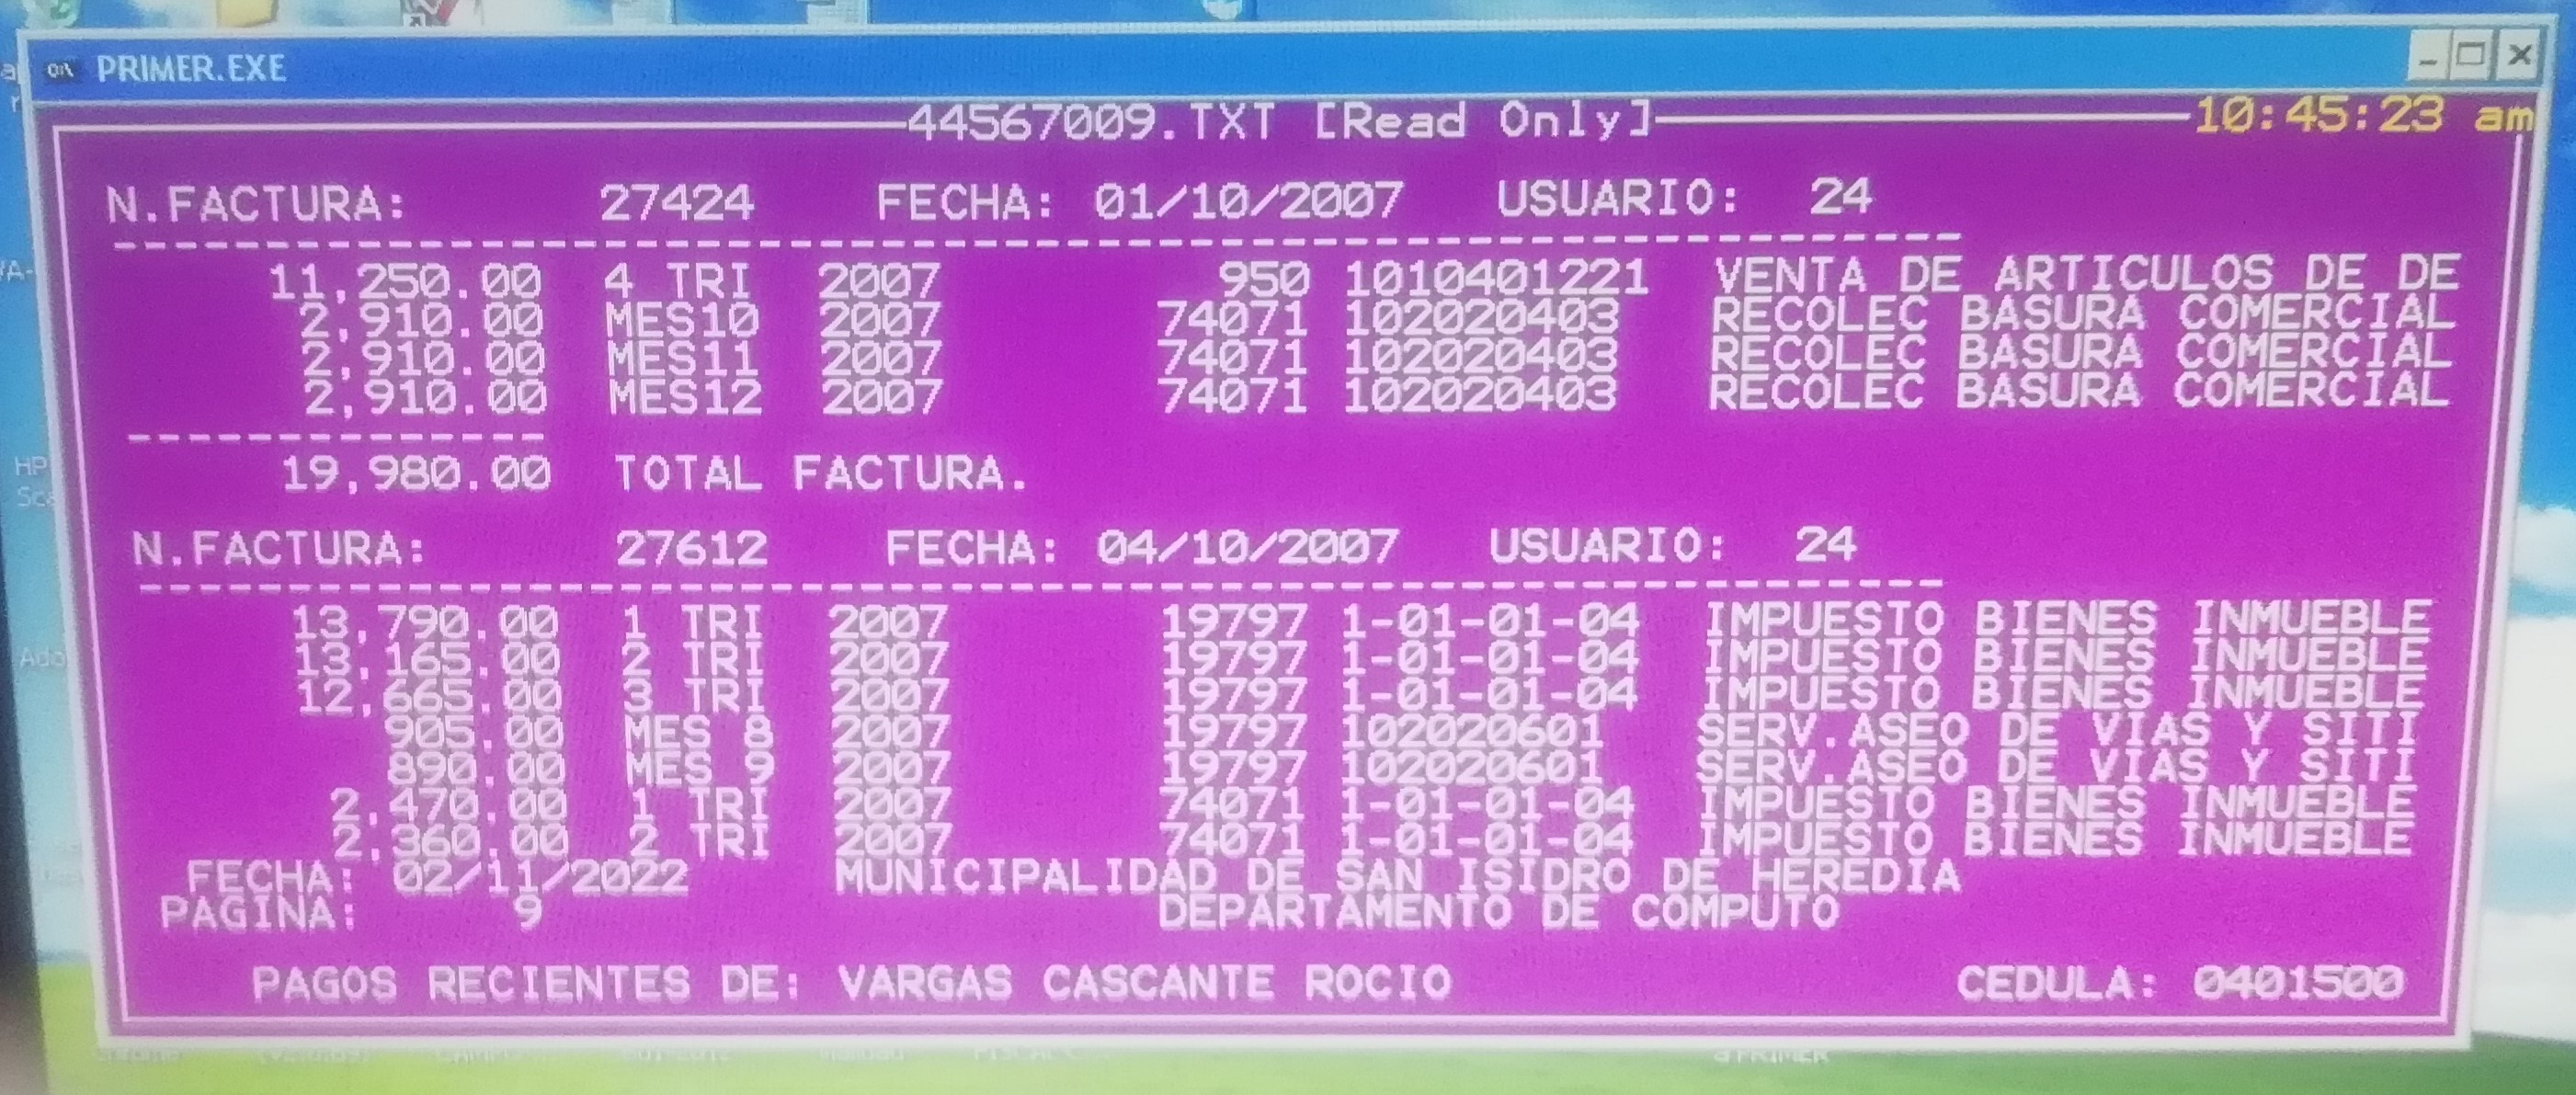 PRIMER.EXE
44567009.TXT [Read Only] 10:45:23 am
N.FACTURA: 27424 FECHA: 01/10/2007 USUARIO: 24
------------------------------------------------------------
11,250.00 4 TRI 2007 950 1010401221 VENTA DE ARTICULOS DE DE
2,910.00 MES10 2007 74071 102020403 RECOLEC BASURA COMERCIAL
2,910.00 MES11 2007 74071 102020403 RECOLEC BASURA COMERCIAL
2,910.00 MES12 2007 74071 102020403 RECOLEC BASURA COMERCIAL
--------------
19,980.00 TOTAL FACTURA.
N.FACTURA: 27612 FECHA: 04/10/2007 USUARIO: 24
------------------------------------------------------------
13,790.00 1 TRI 2007 19797 1-01-01-04 IMPUESTO BIENES INMUEBLE
13,165.00 2 TRI 2007 19797 1-01-01-04 IMPUESTO BIENES INMUEBLE
12,665.00 3 TRI 2007 19797 1-01-01-04 IMPUESTO BIENES INMUEBLE
905.00 MES 8 2007 19797 102020601 SERV.ASEO DE VIAS Y SITI
890.00 MES 9 2007 19797 102020601 SERV.ASEO DE VIAS Y SITI
2,470.00 1 TRI 2007 74071 1-01-01-04 IMPUESTO BIENES INMUEBLE
2,360.00 2 TRI 2007 74071 1-01-01-04 IMPUESTO BIENES INMUEBLE
FECHA: 02/11/2022 MUNICIPALIDAD DE SAN ISIDRO DE HEREDIA
PAGINA: 9 DEPARTAMENTO DE COMPUTO
PAGOS RECIENTES DE: VARGAS CASCANTE ROCIO CEDULA: 0401500
HP